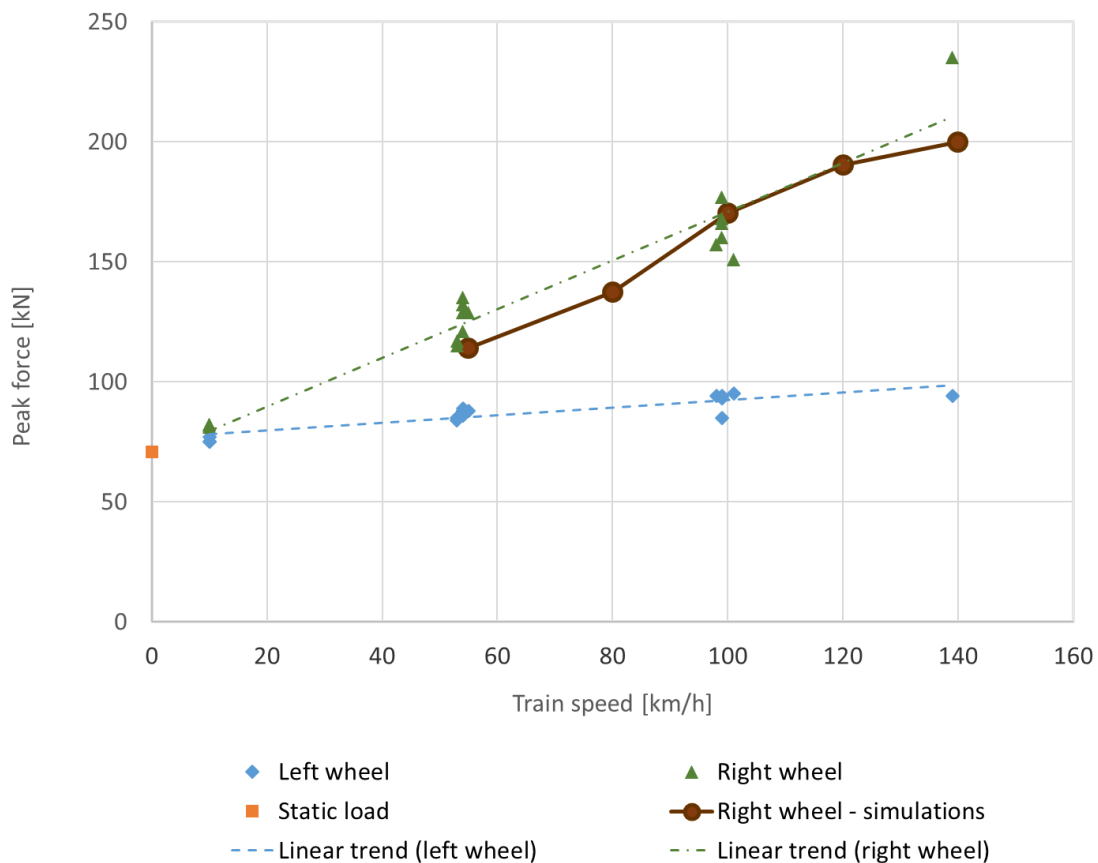 250
200
150
100
50
0
Peak force [kN]
0 20 40 60 80 100 120 140 160
Train speed [km/h]
Left wheel Right wheel
Static load Right wheel - simulations
Linear trend (left wheel) Linear trend (right wheel)